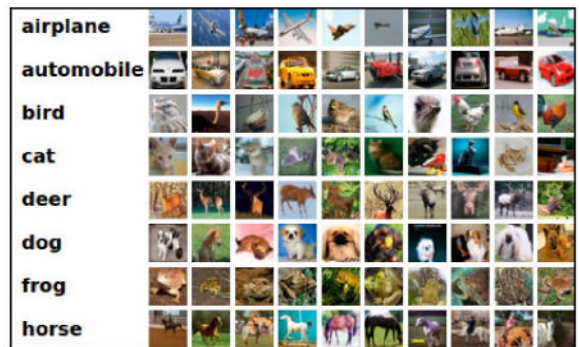 airplane
automobile
bird
cat
deer
dog
frog
horse